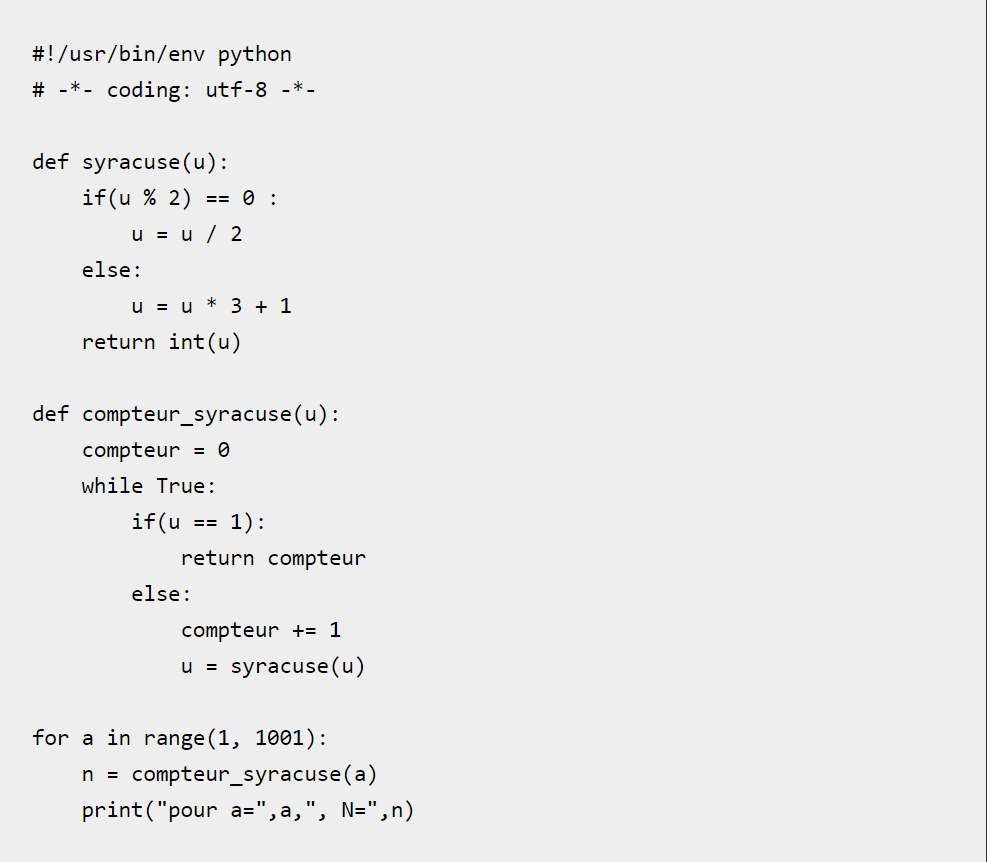 #!/usr/bin/env python
# -*- coding: utf-8 -*-

def syracuse(u):
    if(u % 2) == 0 :
        u = u / 2
    else:
        u = u * 3 + 1
    return int(u)

def compteur_syracuse(u):
    compteur = 0
    while True:
        if(u == 1):
            return compteur
        else:
            compteur += 1
            u = syracuse(u)

for a in range(1, 1001):
    n = compteur_syracuse(a)
    print("pour a=",a,", N=",n)